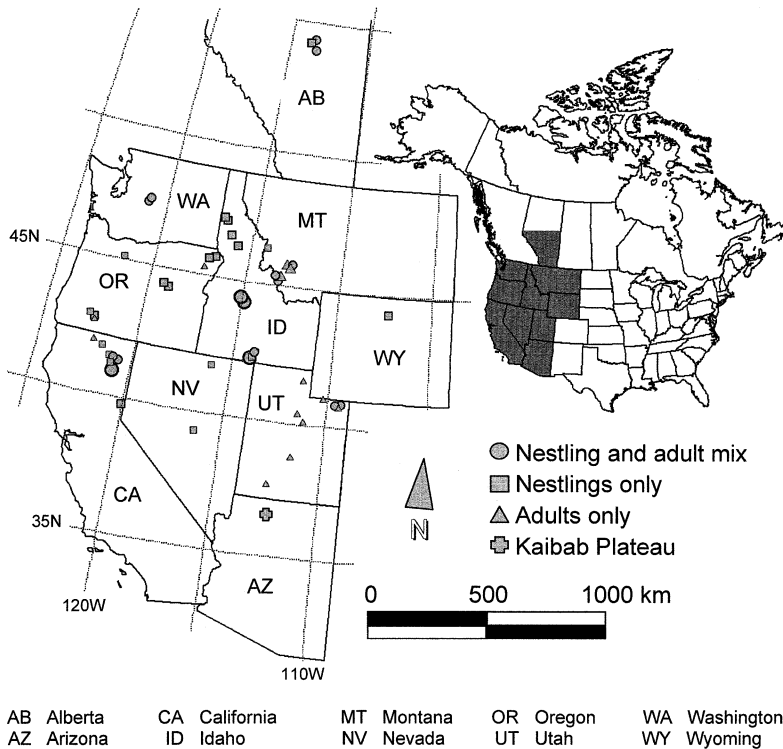 AB
WA
MT
45N
OR
ID
WY
NV
UT
CA
35N
AZ
120W
110W
Nestling and adult mix
Nestlings only
Adults only
Kaibab Plateau
N
0 500 1000 km
AB Alberta CA California MT Montana OR Oregon WA Washington
AZ Arizona ID Idaho NV Nevada UT Utah WY Wyoming